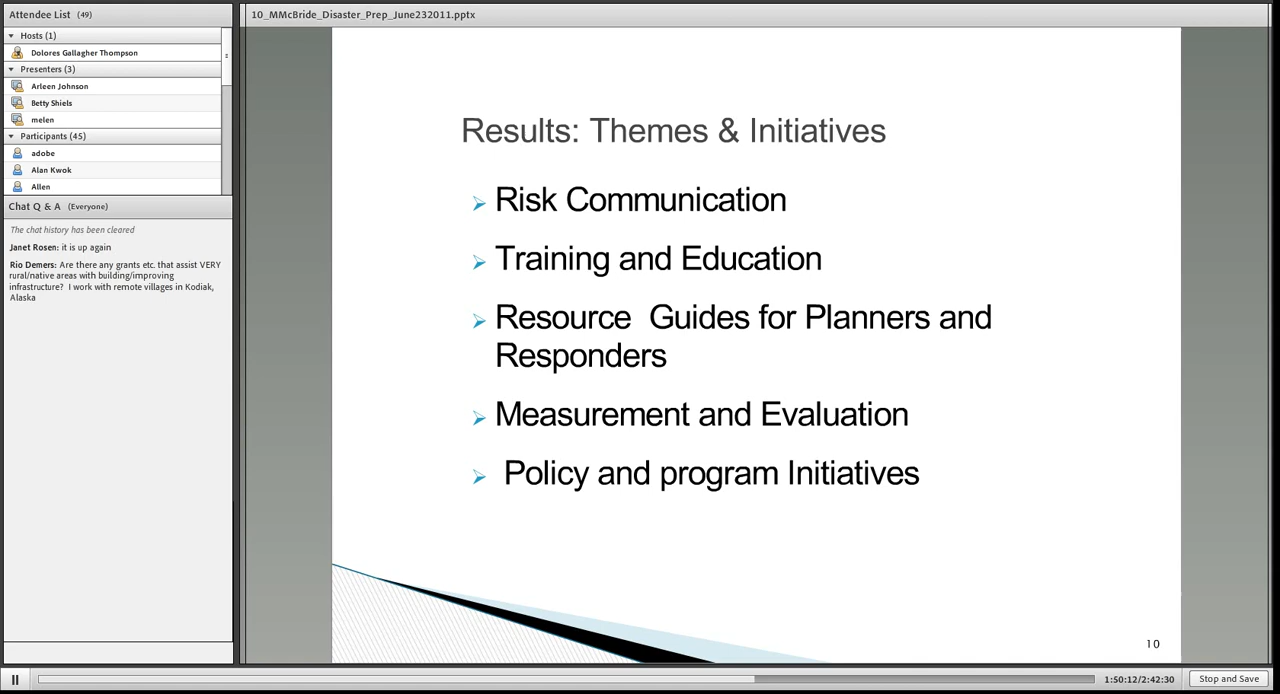 Attendee List (49)
Hosts (1)
Dolores Gallagher Thompson
Presenters (3)
Arleen Johnson
Betty Shiels
melen
Participants (45)
adobe
Alan Kwok
Allen
Chat Q & A (Everyone)
The chat history has been cleared
Janet Rosen: it is up again
Rio Demers: Are there any grants etc. that assist VERY
rural/native areas with building/improving
infrastructure? I work with remote villages in Kodiak,
Alaska
10_MMcBride_Disaster_Prep_June232011.pptx
Results: Themes & Initiatives
Risk Communication
Training and Education
Resource Guides for Planners and
Responders
Measurement and Evaluation
Policy and program Initiatives
10
1:50:12/2:42:30
Stop and Save